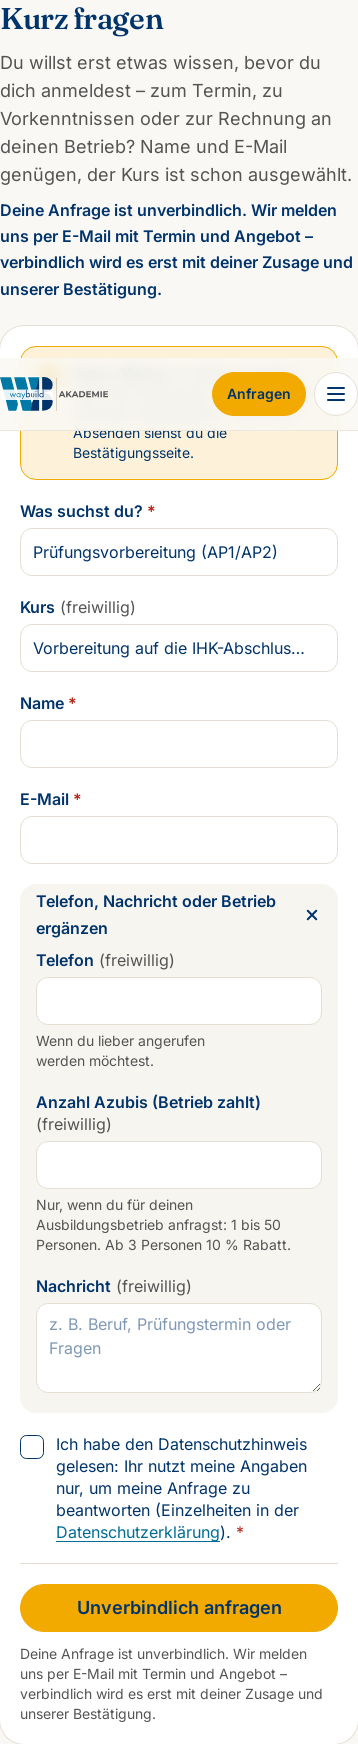 Kurz fragen
Du willst erst etwas wissen, bevor du
dich anmeldest – zum Termin, zu
Vorkenntnissen oder zur Rechnung an
deinen Betrieb? Name und E-Mail
genügen, der Kurs ist schon ausgewählt.
Deine Anfrage ist unverbindlich. Wir melden
uns per E-Mail mit Termin und Angebot –
verbindlich wird es erst mit deiner Zusage und
unserer Bestätigung.
waybuild AKADEMIE
Anfragen
Absenden siehst du die
Bestätigungsseite.
Was suchst du? *
Prüfungsvorbereitung (AP1/AP2)
Kurs (freiwillig)
Vorbereitung auf die IHK-Abschlus...
Name *
E-Mail *
Telefon, Nachricht oder Betrieb
ergänzen
Telefon (freiwillig)
Wenn du lieber angerufen
werden möchtest.
Anzahl Azubis (Betrieb zahlt)
(freiwillig)
Nur, wenn du für deinen
Ausbildungsbetrieb anfragst: 1 bis 50
Personen. Ab 3 Personen 10 % Rabatt.
Nachricht (freiwillig)
z. B. Beruf, Prüfungstermin oder
Fragen
Ich habe den Datenschutzhinweis
gelesen: Ihr nutzt meine Angaben
nur, um meine Anfrage zu
beantworten (Einzelheiten in der
Datenschutzerklärung). *
Unverbindlich anfragen
Deine Anfrage ist unverbindlich. Wir melden
uns per E-Mail mit Termin und Angebot –
verbindlich wird es erst mit deiner Zusage und
unserer Bestätigung.